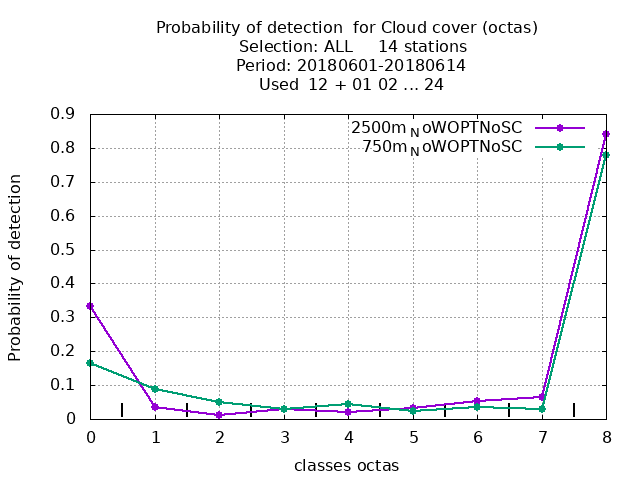 Probability of detection  for Cloud cover (octas)
Selection: ALL     14 stations
Period: 20180601-20180614
Used  12 + 01 02 ... 24
2500m_NoWOPTNoSC
750m_NoWOPTNoSC
Probability of detection
0.9
0.8
0.7
0.6
0.5
0.4
0.3
0.2
0.1
0
0 1 2 3 4 5 6 7 8
classes octas